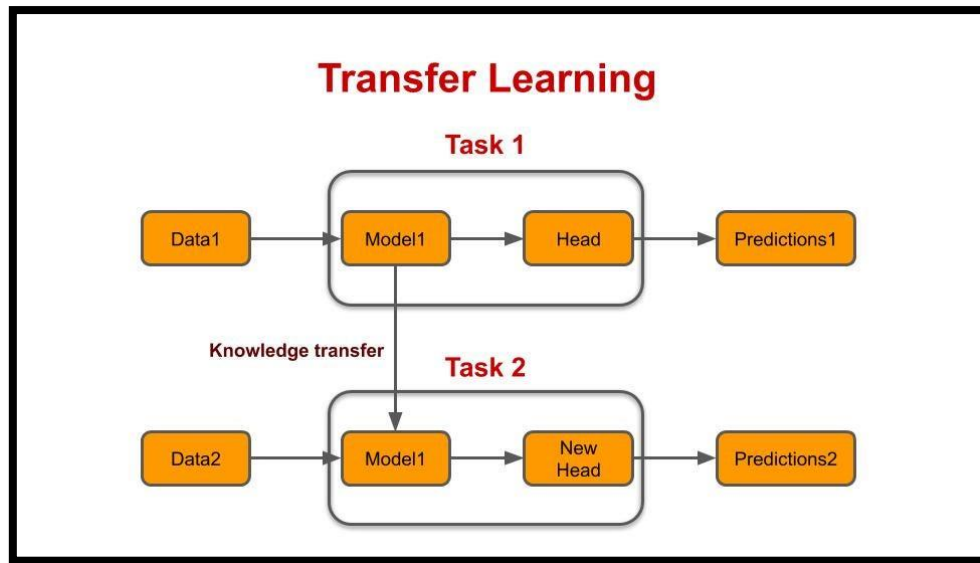 Transfer Learning
Task 1
Data1
Model1
Head
Predictions1
Knowledge transfer
Task 2
Data2
Model1
New
Head
Predictions2